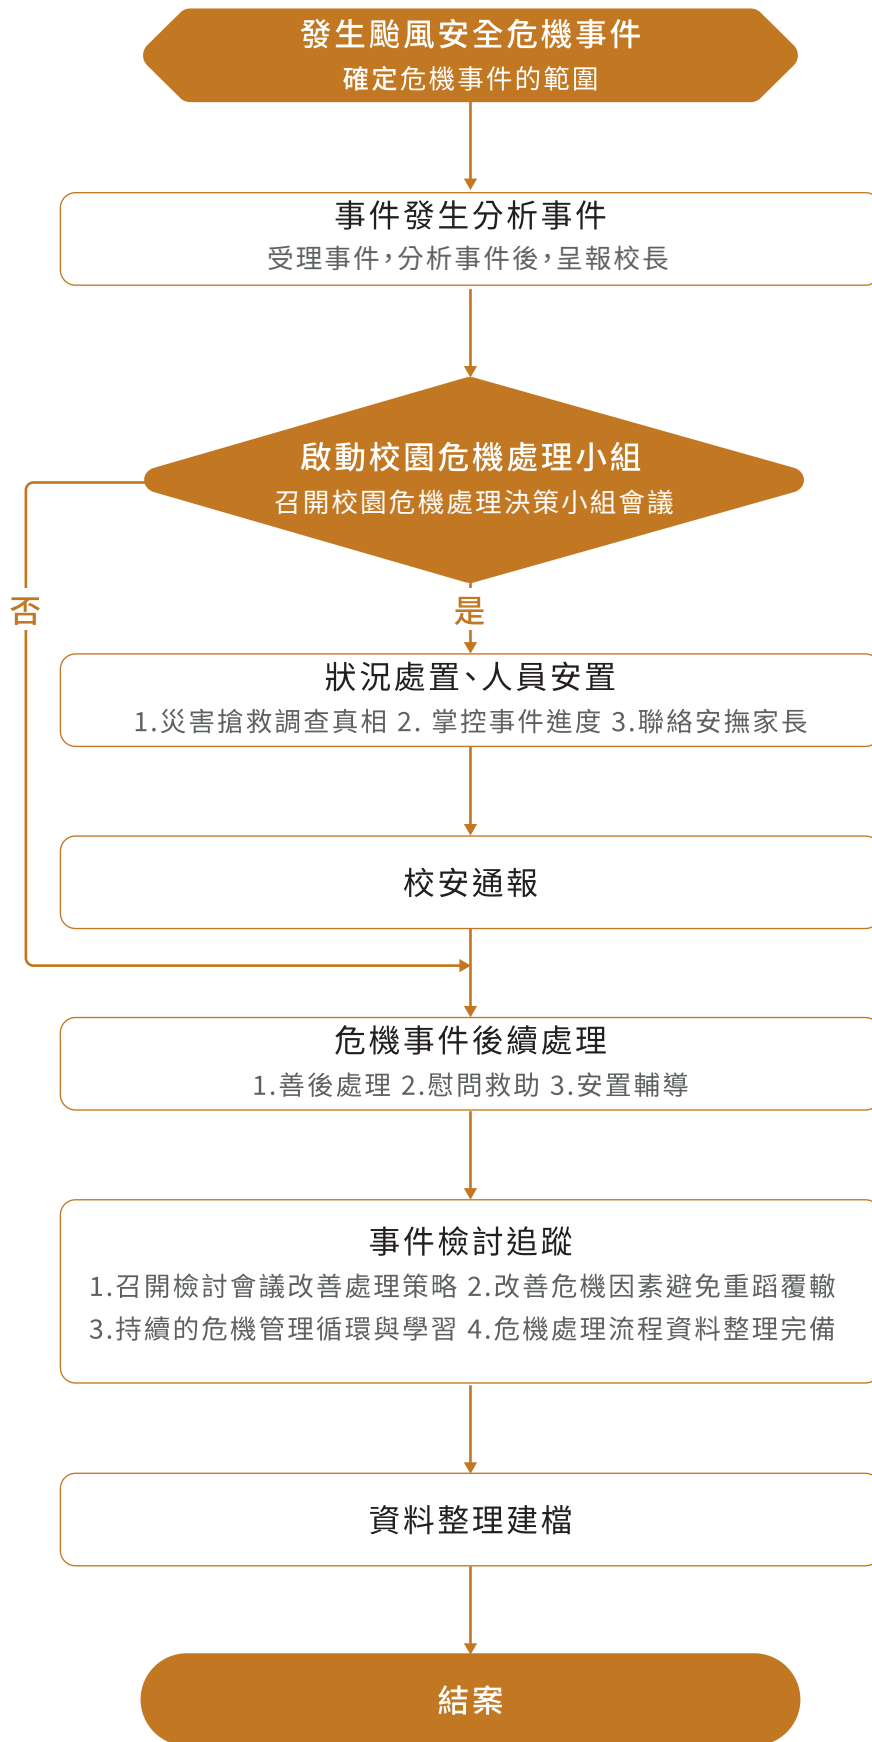 發生颱風安全危機事件
確定危機事件的範圍
事件發生分析事件
受理事件,分析事件後,呈報校長
啟動校園危機處理小組
召開校園危機處理決策小組會議
否
是
狀況處置、人員安置
1.災害搶救調查真相 2. 掌控事件進度 3.聯絡安撫家長
校安通報
危機事件後續處理
1.善後處理 2.慰問救助 3.安置輔導
事件檢討追蹤
1.召開檢討會議改善處理策略 2.改善危機因素避免重蹈覆轍
3.持續的危機管理循環與學習 4.危機處理流程資料整理完備
資料整理建檔
結案